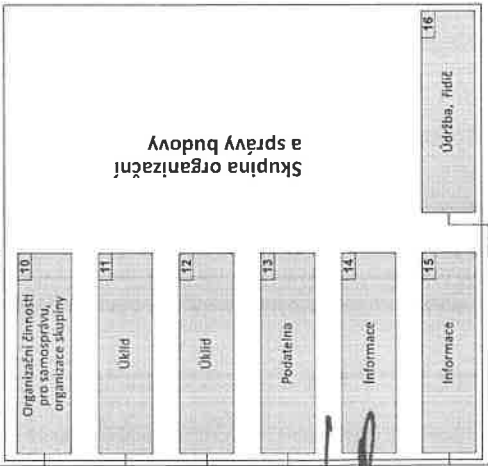 Skupina organizační
a správy budovy
10
Organizační činnosti
pro samosprávu,
organizace skupiny
11
Úklid
12
Úklid
13
Podatelna
14
Informace
15
Informace
16
Údržba, řidič